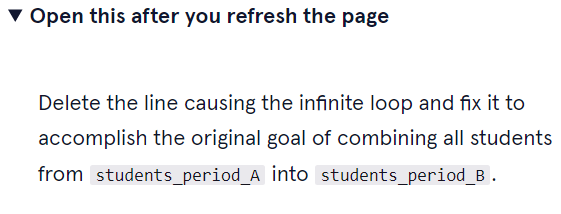 ▼ Open this after you refresh the page
Delete the line causing the infinite loop and fix it to
accomplish the original goal of combining all students
from students_period_A into students_period_B.